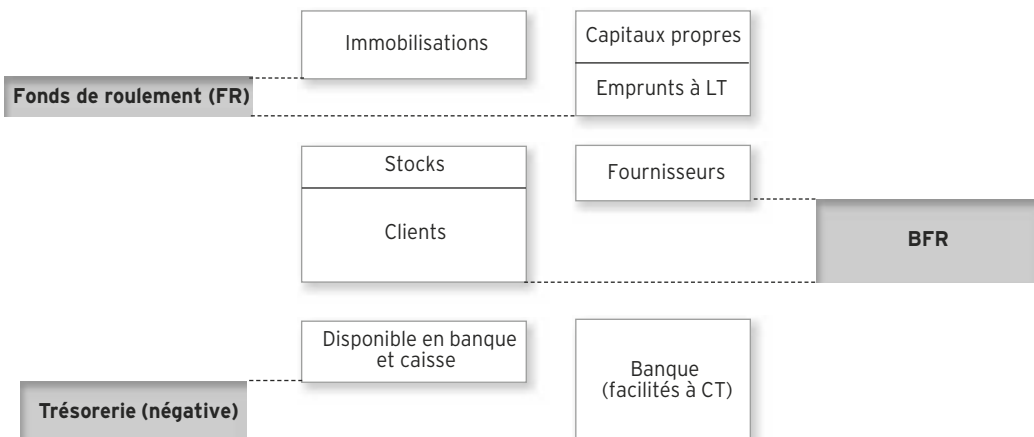 Immobilisations
Capitaux propres
Emprunts à LT
Fonds de roulement (FR)
Stocks
Fournisseurs
Clients
BFR
Disponible en banque
et caisse
Banque
(facilités à CT)
Trésorerie (négative)